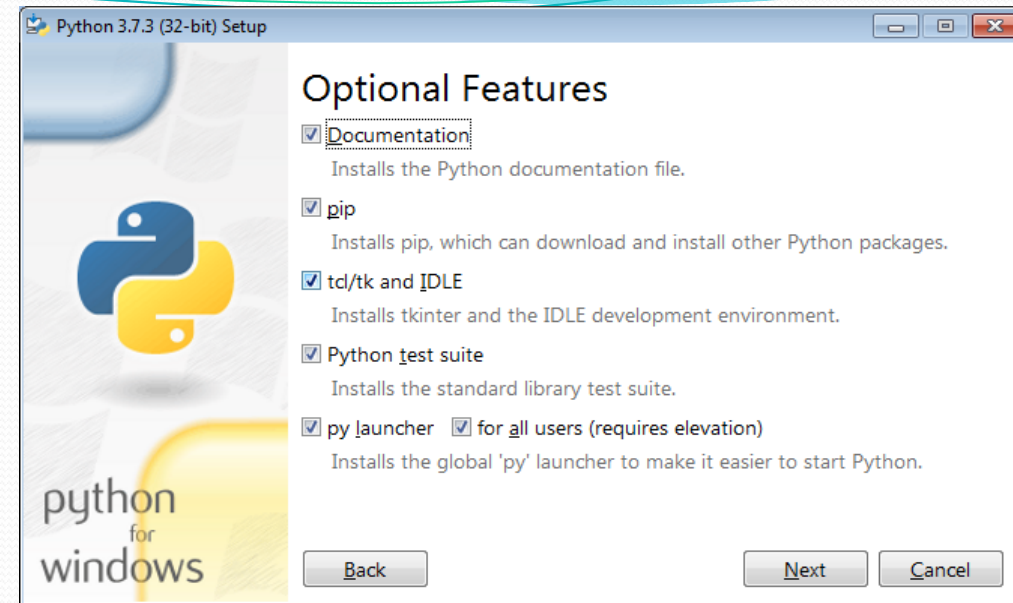 Python 3.7.3 (32-bit) Setup
Optional Features
Documentation
Installs the Python documentation file.
pip
Installs pip, which can download and install other Python packages.
tcl/tk and IDLE
Installs tkinter and the IDLE development environment.
Python test suite
Installs the standard library test suite.
py launcher for all users (requires elevation)
Installs the global 'py' launcher to make it easier to start Python.
python
for
windows
Back Next Cancel